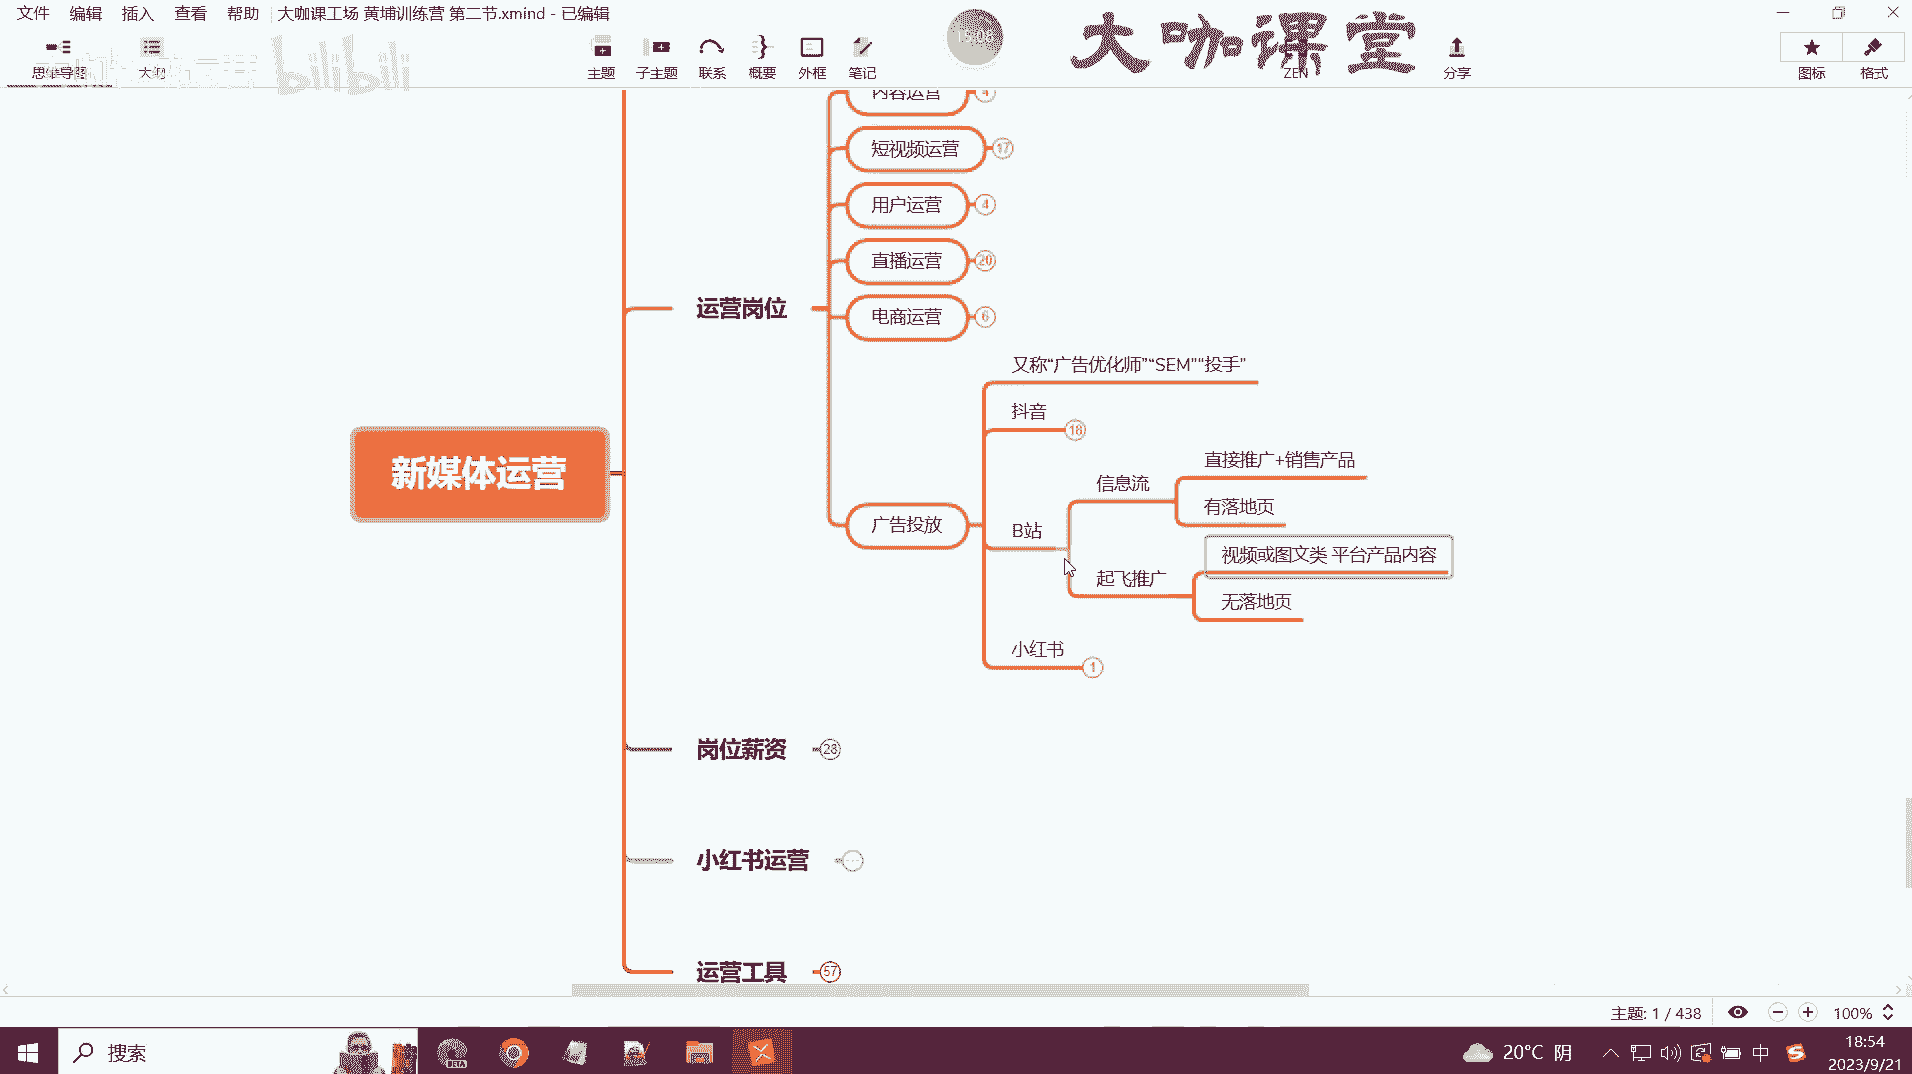 文件 编辑 插入 查看 帮助 大咖课工场 黄埔训练营 第二节.xmind - 已编辑
思维导图 大纲 bilibili 主题 子主题 联系 概要 外框 笔记 大咖课堂 ZEN 分享 图标 格式
内容运营
短视频运营 17
用户运营 4
直播运营 20
运营岗位
电商运营 6
又称“广告优化师”“SEM”“投手”
抖音 18
直接推广+销售产品
信息流
新媒体运营
有落地页
广告投放
B站
视频或图文类 平台产品内容
起飞推广
无落地页
小红书 1
岗位薪资 28
小红书运营
运营工具 57
主题: 1 / 438 100%
搜索 BETA 20°C 阴 中 18:54
2023/9/21